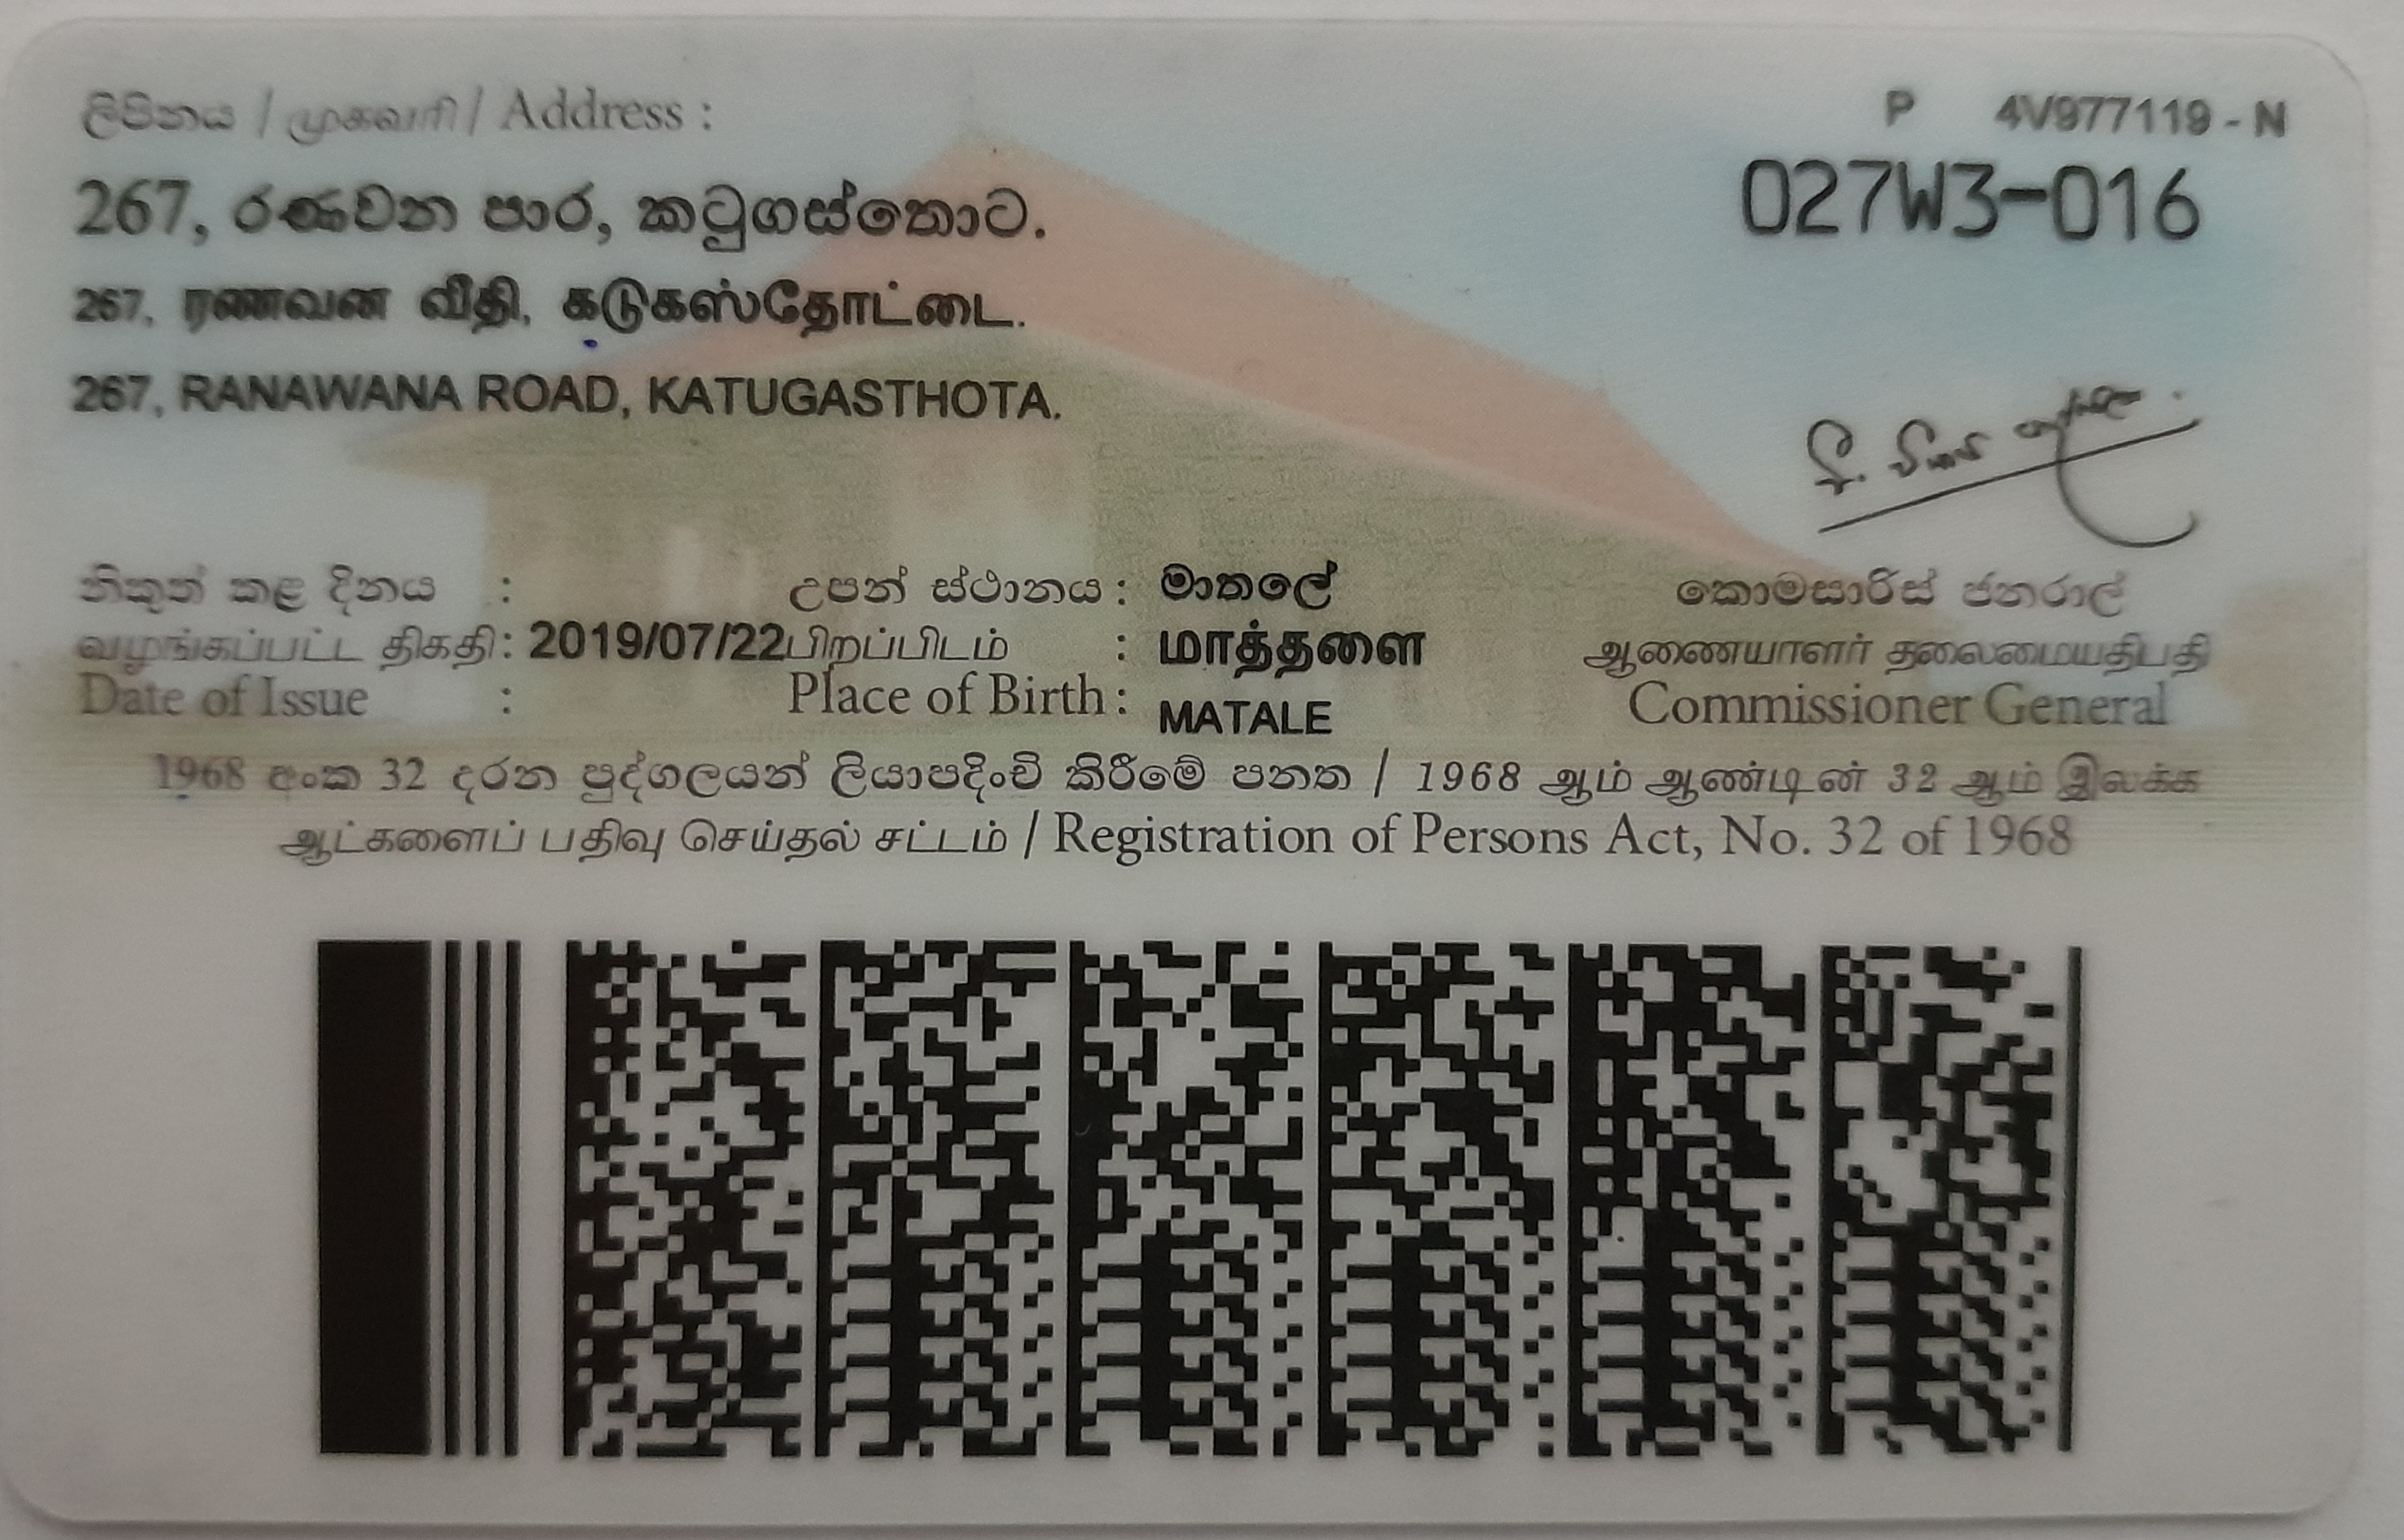 ලිපිනය / முகவரி / Address :
P 4V977119 - N
027W3-016
267, රණවන පාර, කටුගස්තොට.
267, ரணவன வீதி, கடுகஸ்தோட்டை.
267, RANAWANA ROAD, KATUGASTHOTA.
නිකුත් කළ දිනය :
வழங்கப்பட்ட திகதி : 2019/07/22
Date of Issue :
උපන් ස්ථානය : මාතලේ
பிறப்பிடம் : மாத்தளை
Place of Birth : MATALE
කොමසාරිස් ජනරාල්
ஆணையாளர் தலைமையதிபதி
Commissioner General
1968 අංක 32 දරන පුද්ගලයන් ලියාපදිංචි කිරීමේ පනත / 1968 ஆம் ஆண்டின் 32 ஆம் இலக்க
ஆட்களைப் பதிவு செய்தல் சட்டம் / Registration of Persons Act, No. 32 of 1968